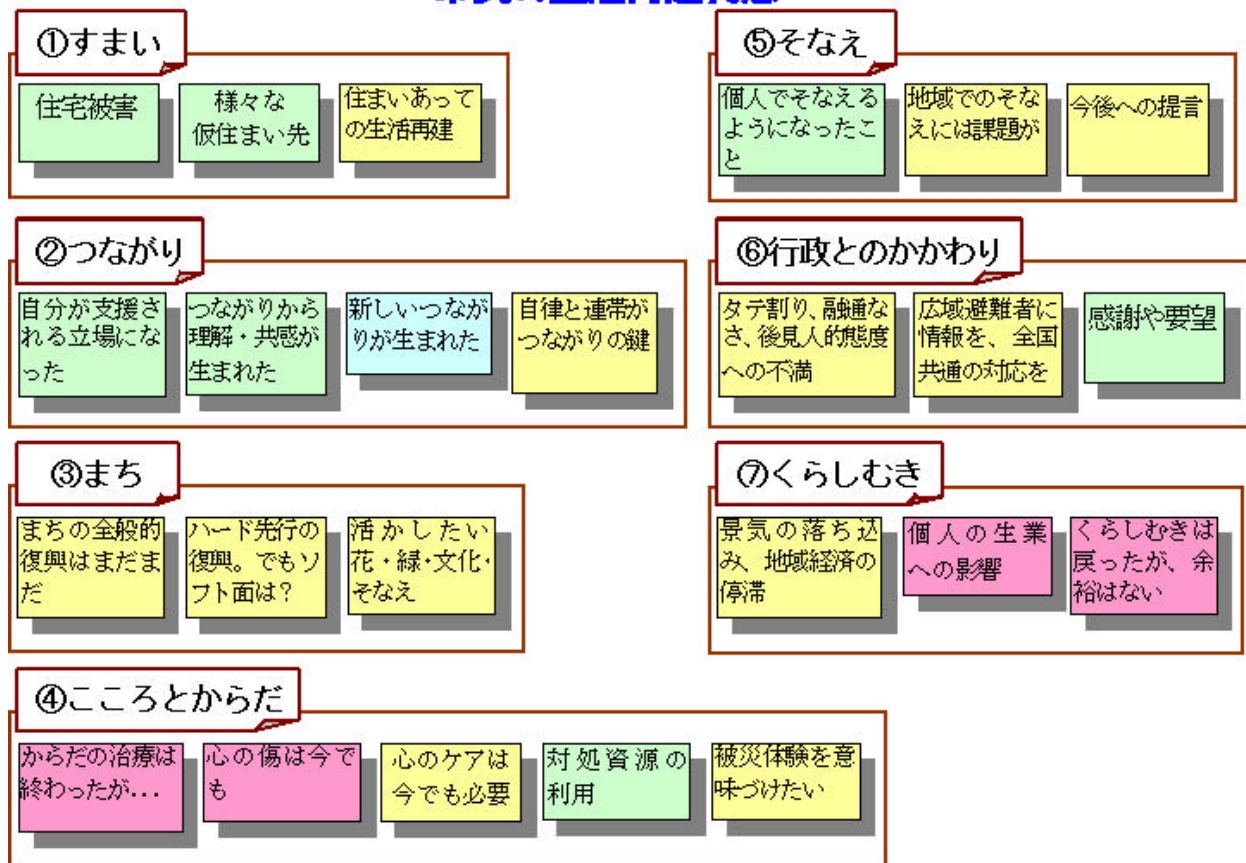 ①すまい
住宅被害
様々な
仮住まい先
住まいあって
の生活再建
②つながり
自分が支援さ
れる立場にな
った
つながりから
理解・共感が
生まれた
新しいつなが
りが生まれた
自律と連帯が
つながりの鍵
③まち
まちの全般的
復興はまだま
だ
ハード先行の
復興。でもソ
フト面は?
活かしたい
花・緑・文化・
そなえ
④こころとからだ
からだの治療は
終わったが...
心の傷は今で
も
心のケアは
今でも必要
対処資源の
利用
被災体験を意
味づけたい
⑤そなえ
個人でそなえる
ようになったこ
と
地域でのそな
えには課題が
今後への提言
⑥行政とのかかわり
タテ割り、融通な
さ、後見人的態度
への不満
広域避難者に
情報を、全国
共通の対応を
感謝や要望
⑦くらしむき
景気の落ち込
み、地域経済の
停滞
個人の生業
への影響
くらしむきは
戻ったが、余
裕はない